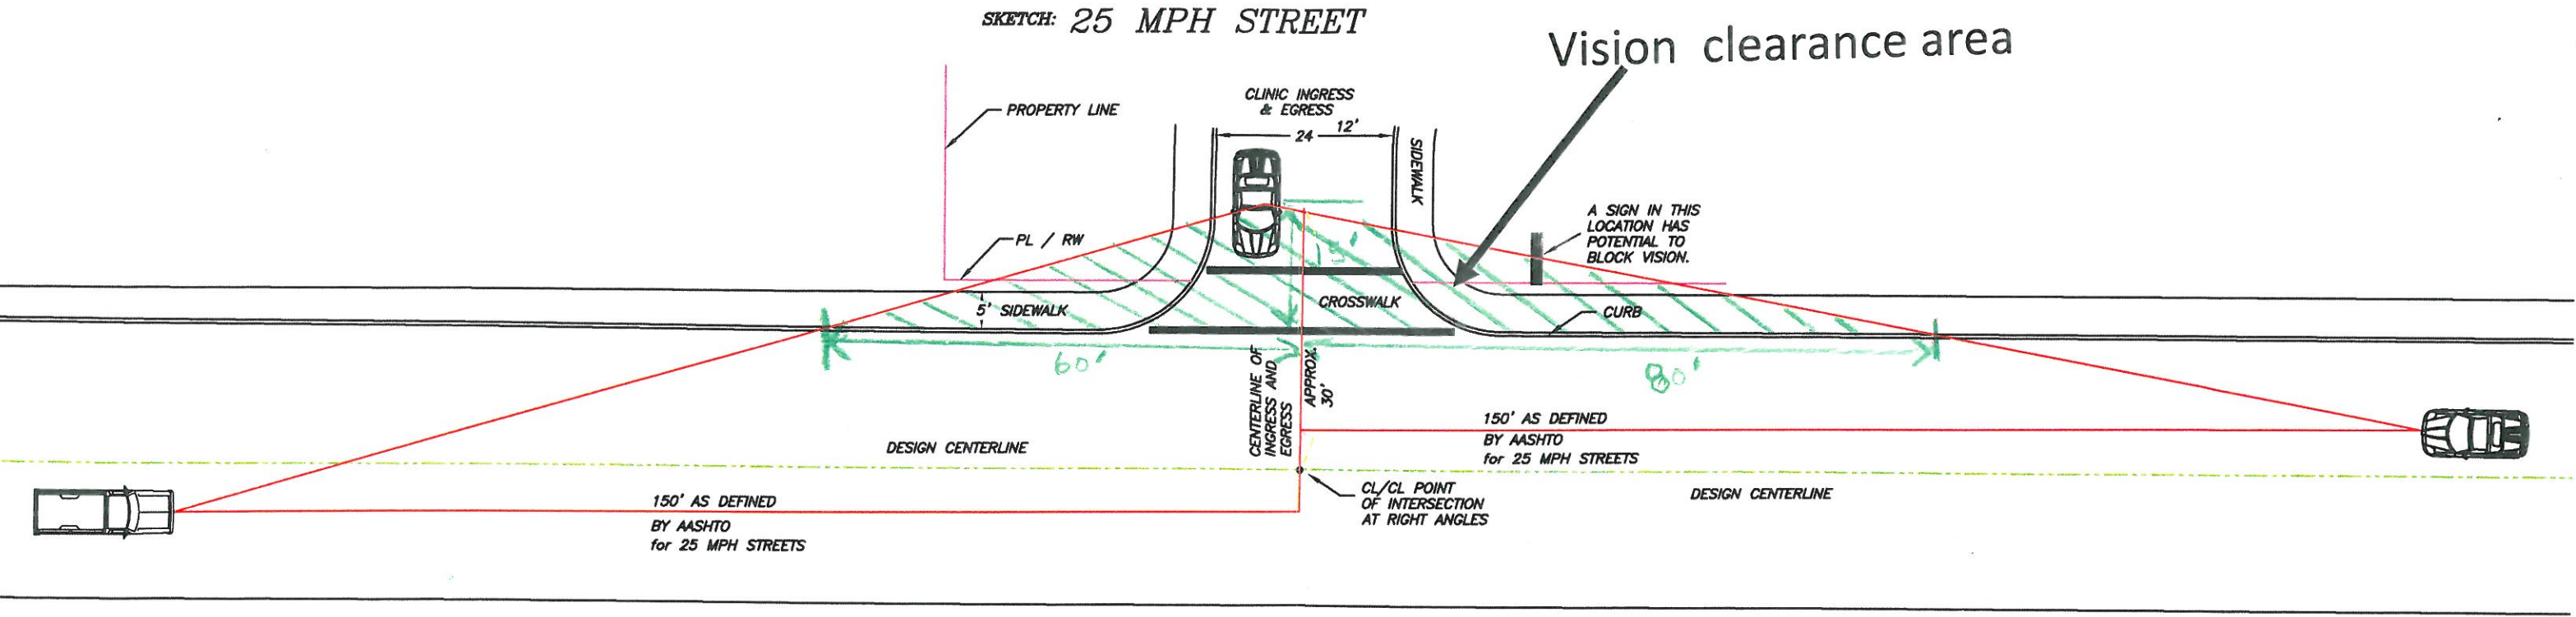 SKETCH: 25 MPH STREET
Vision clearance area
CLINIC INGRESS
& EGRESS
12'
24
PROPERTY LINE
SIDEWALK
A SIGN IN THIS
LOCATION HAS
POTENTIAL TO
BLOCK VISION.
PL / RW
15'
5' SIDEWALK
CROSSWALK
CURB
60'
80'
CENTERLINE OF
INGRESS AND
EGRESS
APPROX.
30'
150' AS DEFINED
BY AASHTO
for 25 MPH STREETS
DESIGN CENTERLINE
CL/CL POINT
OF INTERSECTION
AT RIGHT ANGLES
DESIGN CENTERLINE
150' AS DEFINED
BY AASHTO
for 25 MPH STREETS